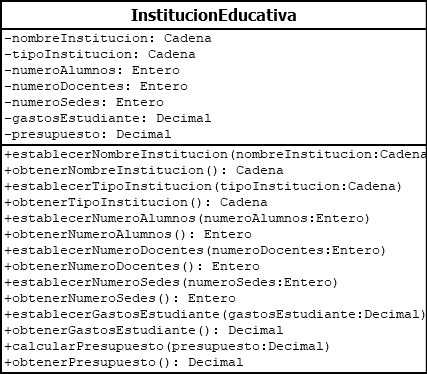 InstitucionEducativa
-nombreInstitucion: Cadena
-tipoInstitucion: Cadena
-numeroAlumnos: Entero
-numeroDocentes: Entero
-numeroSedes: Entero
-gastosEstudiante: Decimal
-presupuesto: Decimal
+establecerNombreInstitucion(nombreInstitucion:Cadena
+obtenerNombreInstitucion(): Cadena
+establecerTipoInstitucion(tipoInstitucion:Cadena)
+obtenerTipoInstitucion(): Cadena
+establecerNumeroAlumnos(numeroAlumnos:Entero)
+obtenerNumeroAlumnos(): Entero
+establecerNumeroDocentes(numeroDocentes:Entero)
+obtenerNumeroDocentes(): Entero
+establecerNumeroSedes(numeroSedes:Entero)
+obtenerNumeroSedes(): Entero
+establecerGastosEstudiante(gastosEstudiante:Decimal)
+obtenerGastosEstudiante(): Decimal
+calcularPresupuesto(presupuesto:Decimal)
+obtenerPresupuesto(): Decimal